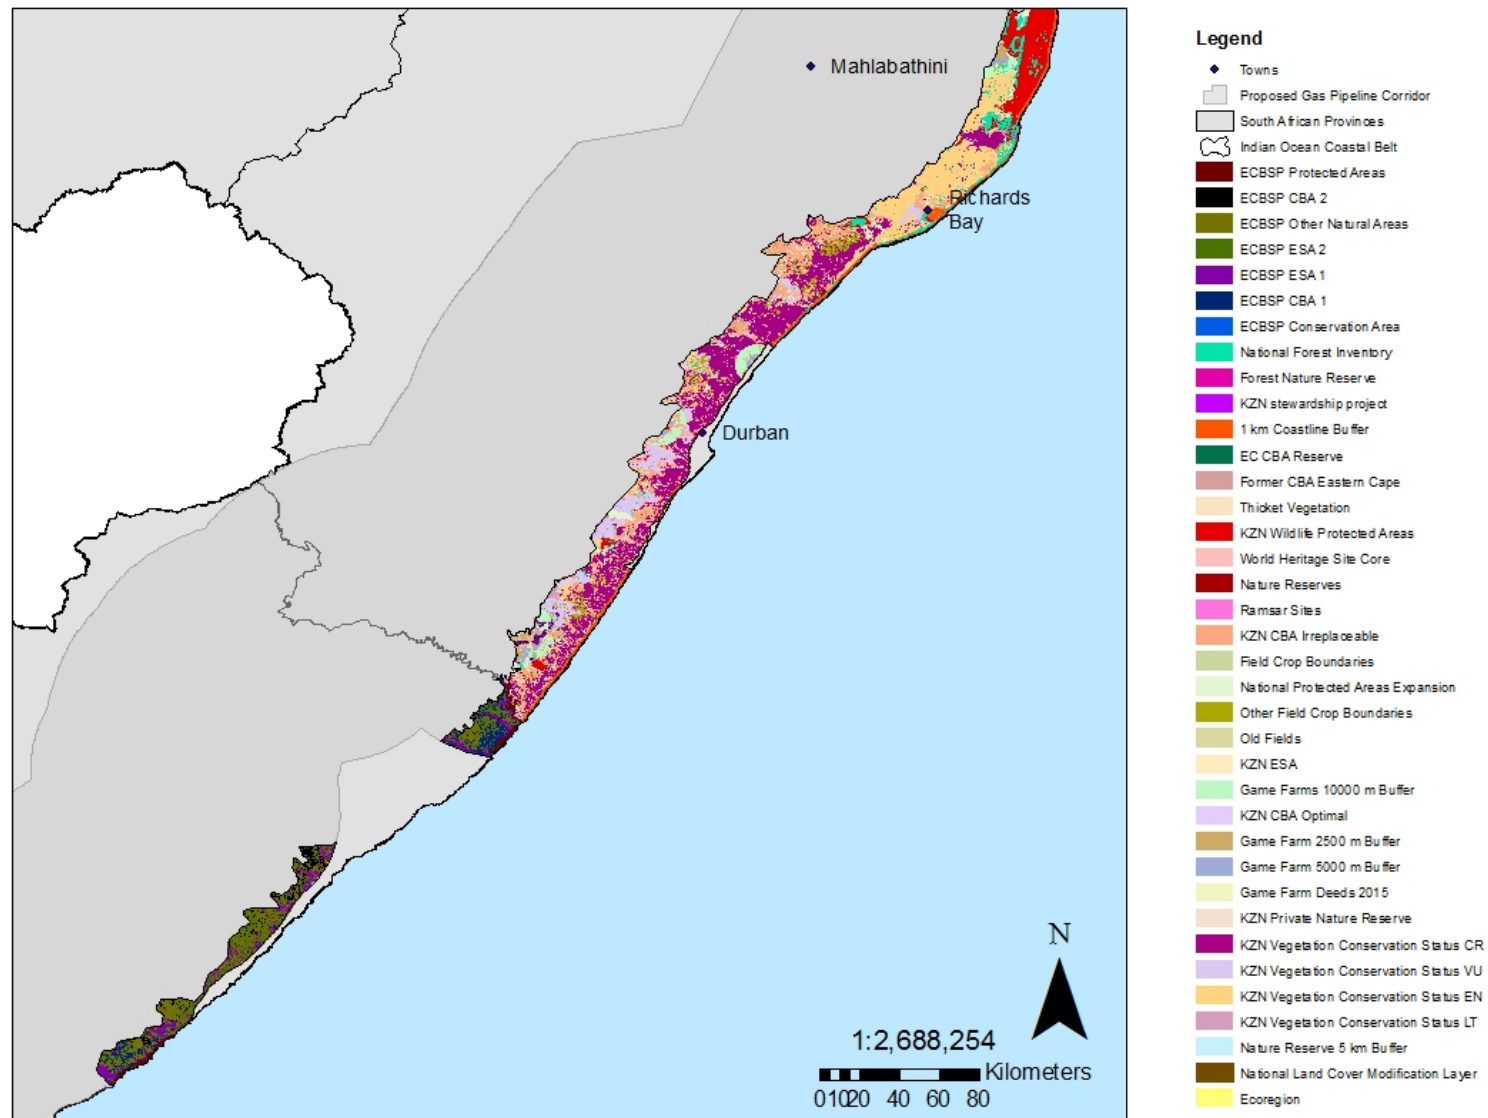 Mahlabathini
Richards
Bay
Durban
N
1:2,688,254
Kilometers
01020 40 60 80
Legend
Towns
Proposed Gas Pipeline Corridor
South African Provinces
Indian Ocean Coastal Belt
ECBSP Protected Areas
ECBSP CBA 2
ECBSP Other Natural Areas
ECBSP ESA 2
ECBSP ESA 1
ECBSP CBA 1
ECBSP Conservation Area
National Forest Inventory
Forest Nature Reserve
KZN stewardship project
1 km Coastline Buffer
EC CBA Reserve
Former CBA Eastern Cape
Thicket Vegetation
KZN Wildlife Protected Areas
World Heritage Site Core
Nature Reserves
Ramsar Sites
KZN CBA Irreplaceable
Field Crop Boundaries
National Protected Areas Expansion
Other Field Crop Boundaries
Old Fields
KZN ESA
Game Farms 10000 m Buffer
KZN CBA Optimal
Game Farm 2500 m Buffer
Game Farm 5000 m Buffer
Game Farm Deeds 2015
KZN Private Nature Reserve
KZN Vegetation Conservation Status CR
KZN Vegetation Conservation Status VU
KZN Vegetation Conservation Status EN
KZN Vegetation Conservation Status LT
Nature Reserve 5 km Buffer
National Land Cover Modification Layer
Ecoregion